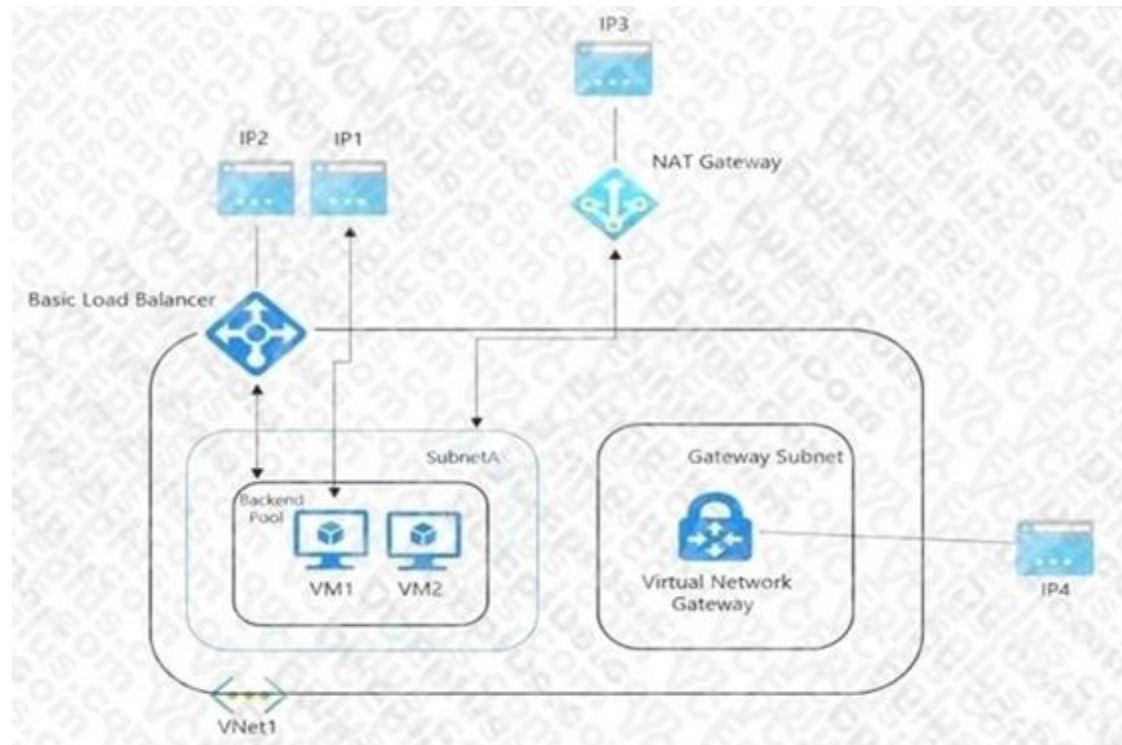 IP3
IP2
IP1
NAT Gateway
Basic Load Balancer
SubnetA
Gateway Subnet
Backend
Pool
VM1
VM2
Virtual Network
Gateway
IP4
VNet1